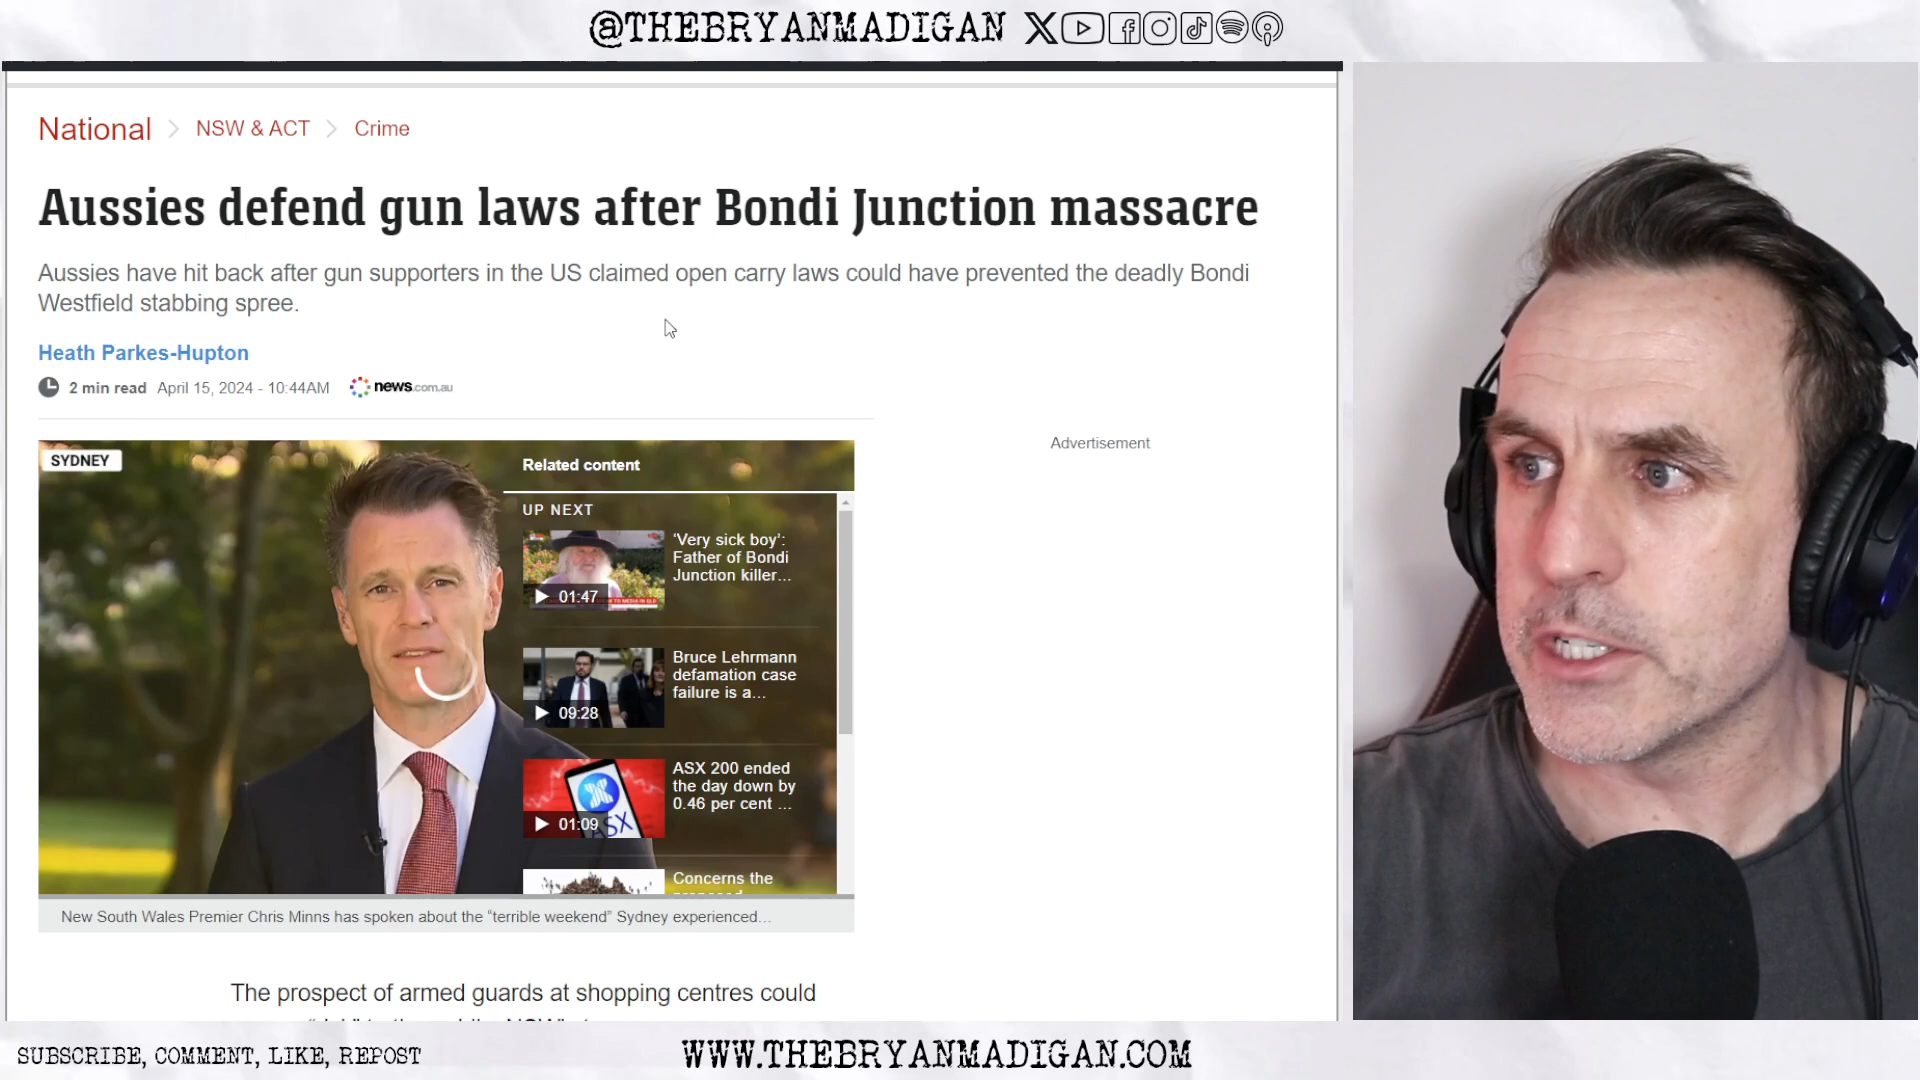 @THEBRYANMADIGAN
National > NSW & ACT > Crime
Aussies defend gun laws after Bondi Junction massacre
Aussies have hit back after gun supporters in the US claimed open carry laws could have prevented the deadly Bondi
Westfield stabbing spree.
Heath Parkes-Hupton
2 min read April 15, 2024 - 10:44AM news.com.au
Advertisement
SYDNEY
Related content
UP NEXT
'Very sick boy':
Father of Bondi
Junction killer...
01:47
Bruce Lehrmann
defamation case
failure is a...
09:28
ASX 200 ended
the day down by
0.46 per cent ...
01:09
ASX
Concerns the
New South Wales Premier Chris Minns has spoken about the “terrible weekend” Sydney experienced...
The prospect of armed guards at shopping centres could
SUBSCRIBE, COMMENT, LIKE, REPOST
WWW.THEBRYANMADIGAN.COM